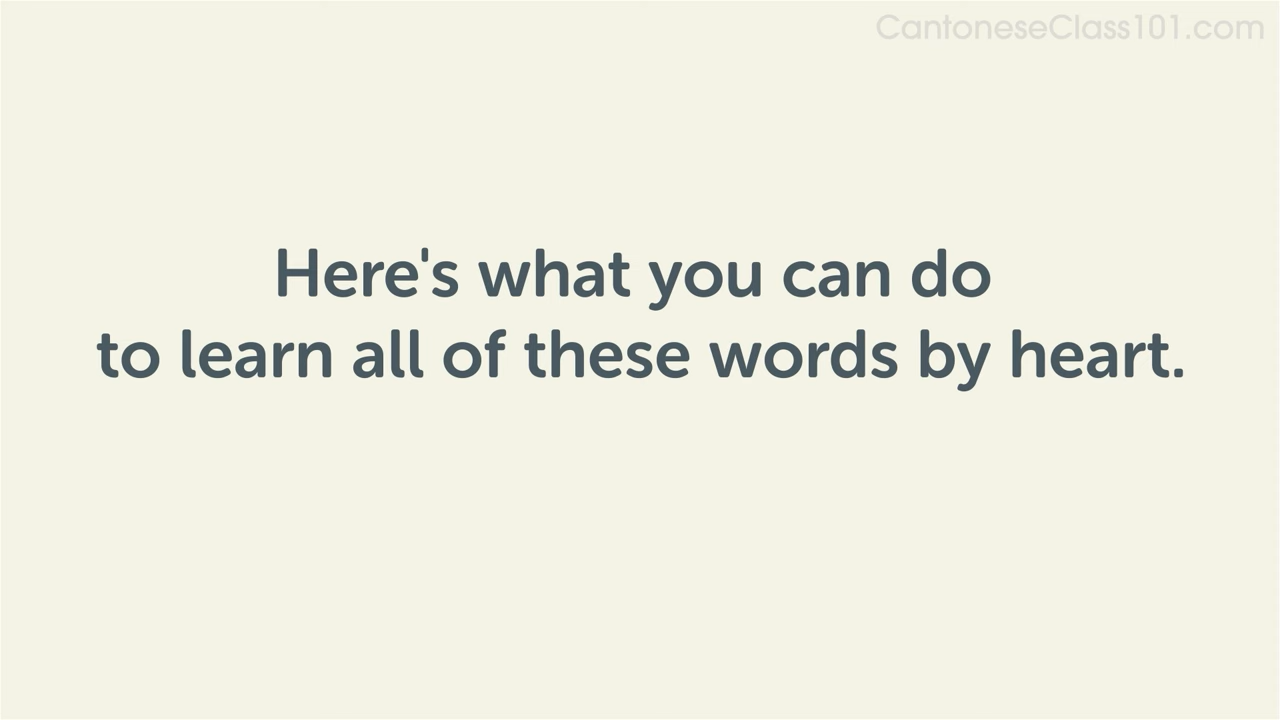 CantoneseClass101.com
Here's what you can do
to learn all of these words by heart.